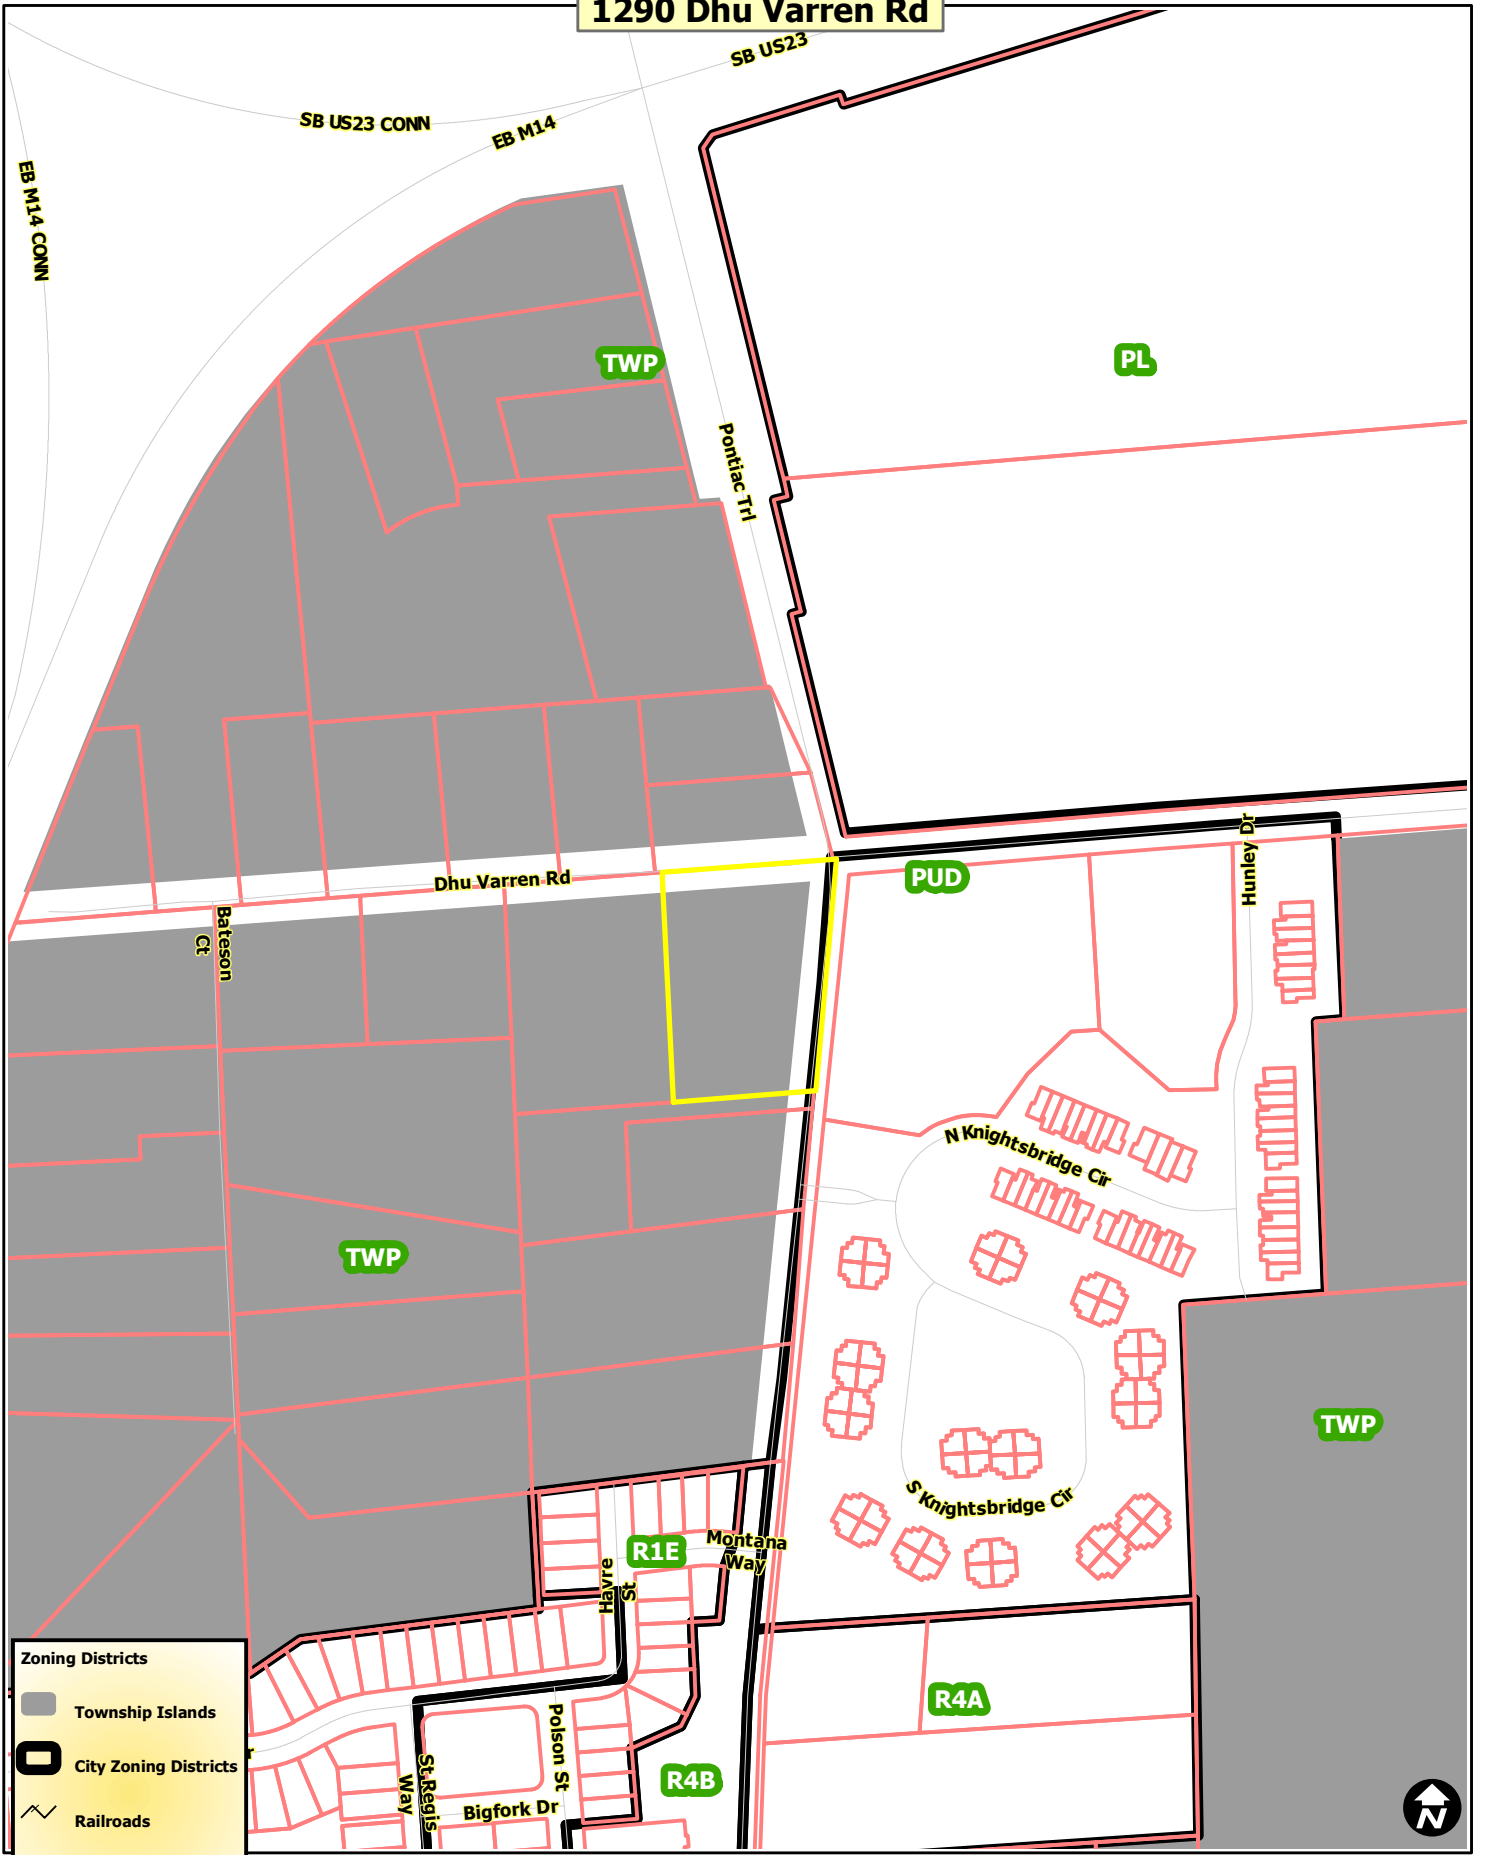 1290 Dhu Varren Rd
SB US23
SB US23 CONN
EB M14
EB M14 CONN
TWP
PL
Pontiac Trl
Hunley Dr
PUD
Dhu Varren Rd
Bateson
Ct
N Knightsbridge Cir
TWP
TWP
S Knightsbridge Cir
R1E
Montana
Way
Havre
St
R4A
Polson St
St Regis
Way
R4B
Bigfork Dr
Zoning Districts
Township Islands
City Zoning Districts
Railroads
N